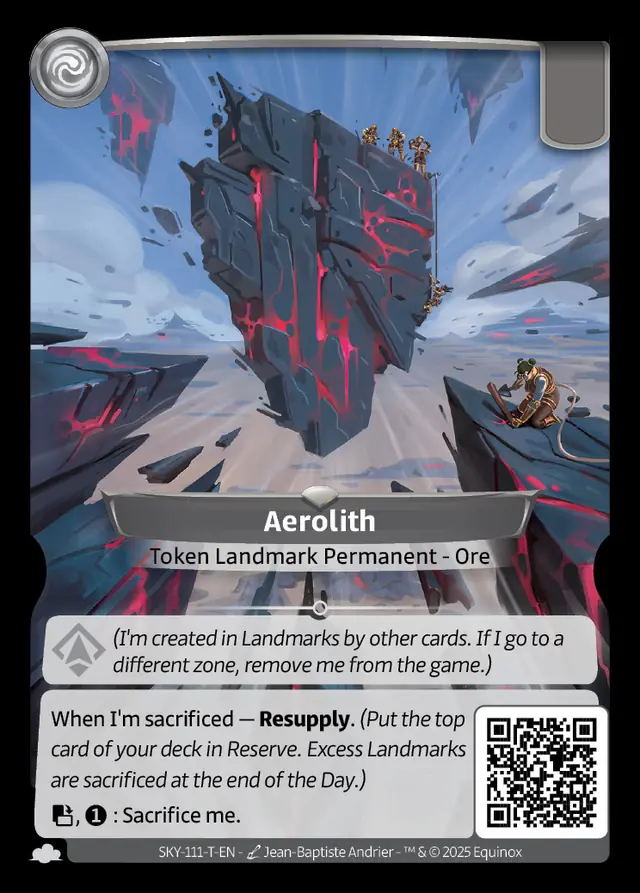 Aerolith
Token Landmark Permanent - Ore
(I'm created in Landmarks by other cards. If I go to a
different zone, remove me from the game.)
When I'm sacrificed — Resupply. (Put the top
card of your deck in Reserve. Excess Landmarks
are sacrificed at the end of the Day.)
, 1 : Sacrifice me.
SKY-111-T-EN - Jean-Baptiste Andrier - ™ & © 2025 Equinox